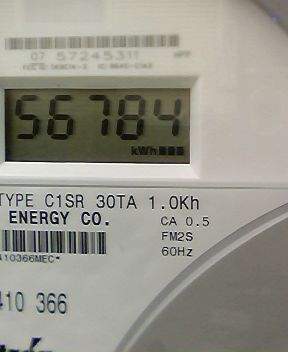 07 57245311
56784
kWh
TYPE C1SR 30TA 1.0Kh
ENERGY CO.
CA 0.5
FM2S
60Hz
410366MEC*
410 366